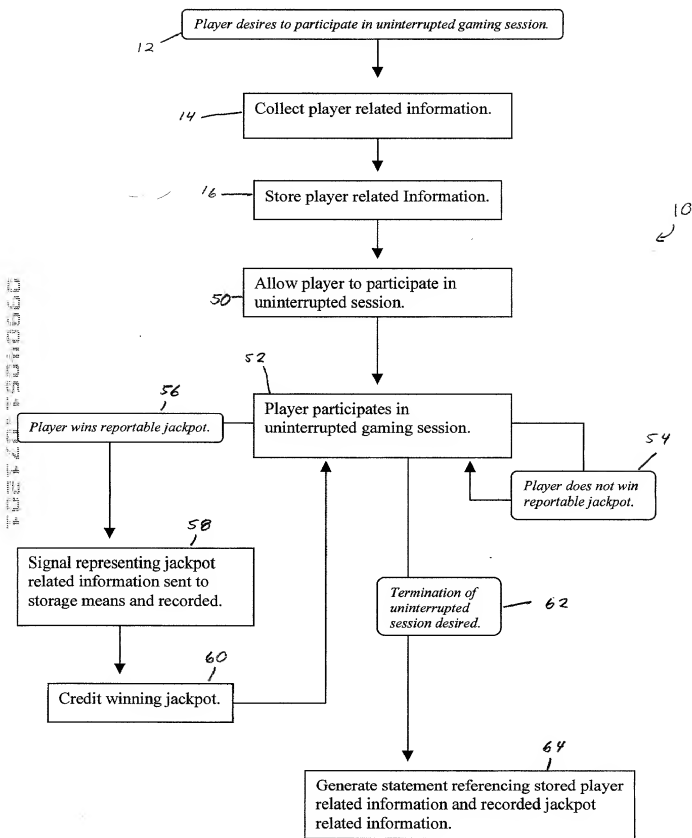 Player desires to participate in uninterrupted gaming session.
12
Collect player related information.
14
16
Store player related Information.
10
Allow player to participate in
uninterrupted session.
50
52
56
Player wins reportable jackpot.
Player participates in
uninterrupted gaming session.
54
Player does not win
reportable jackpot.
58
Signal representing jackpot
related information sent to
storage means and recorded.
Termination of
uninterrupted
session desired.
62
60
Credit winning jackpot.
64
Generate statement referencing stored player
related information and recorded jackpot
related information.